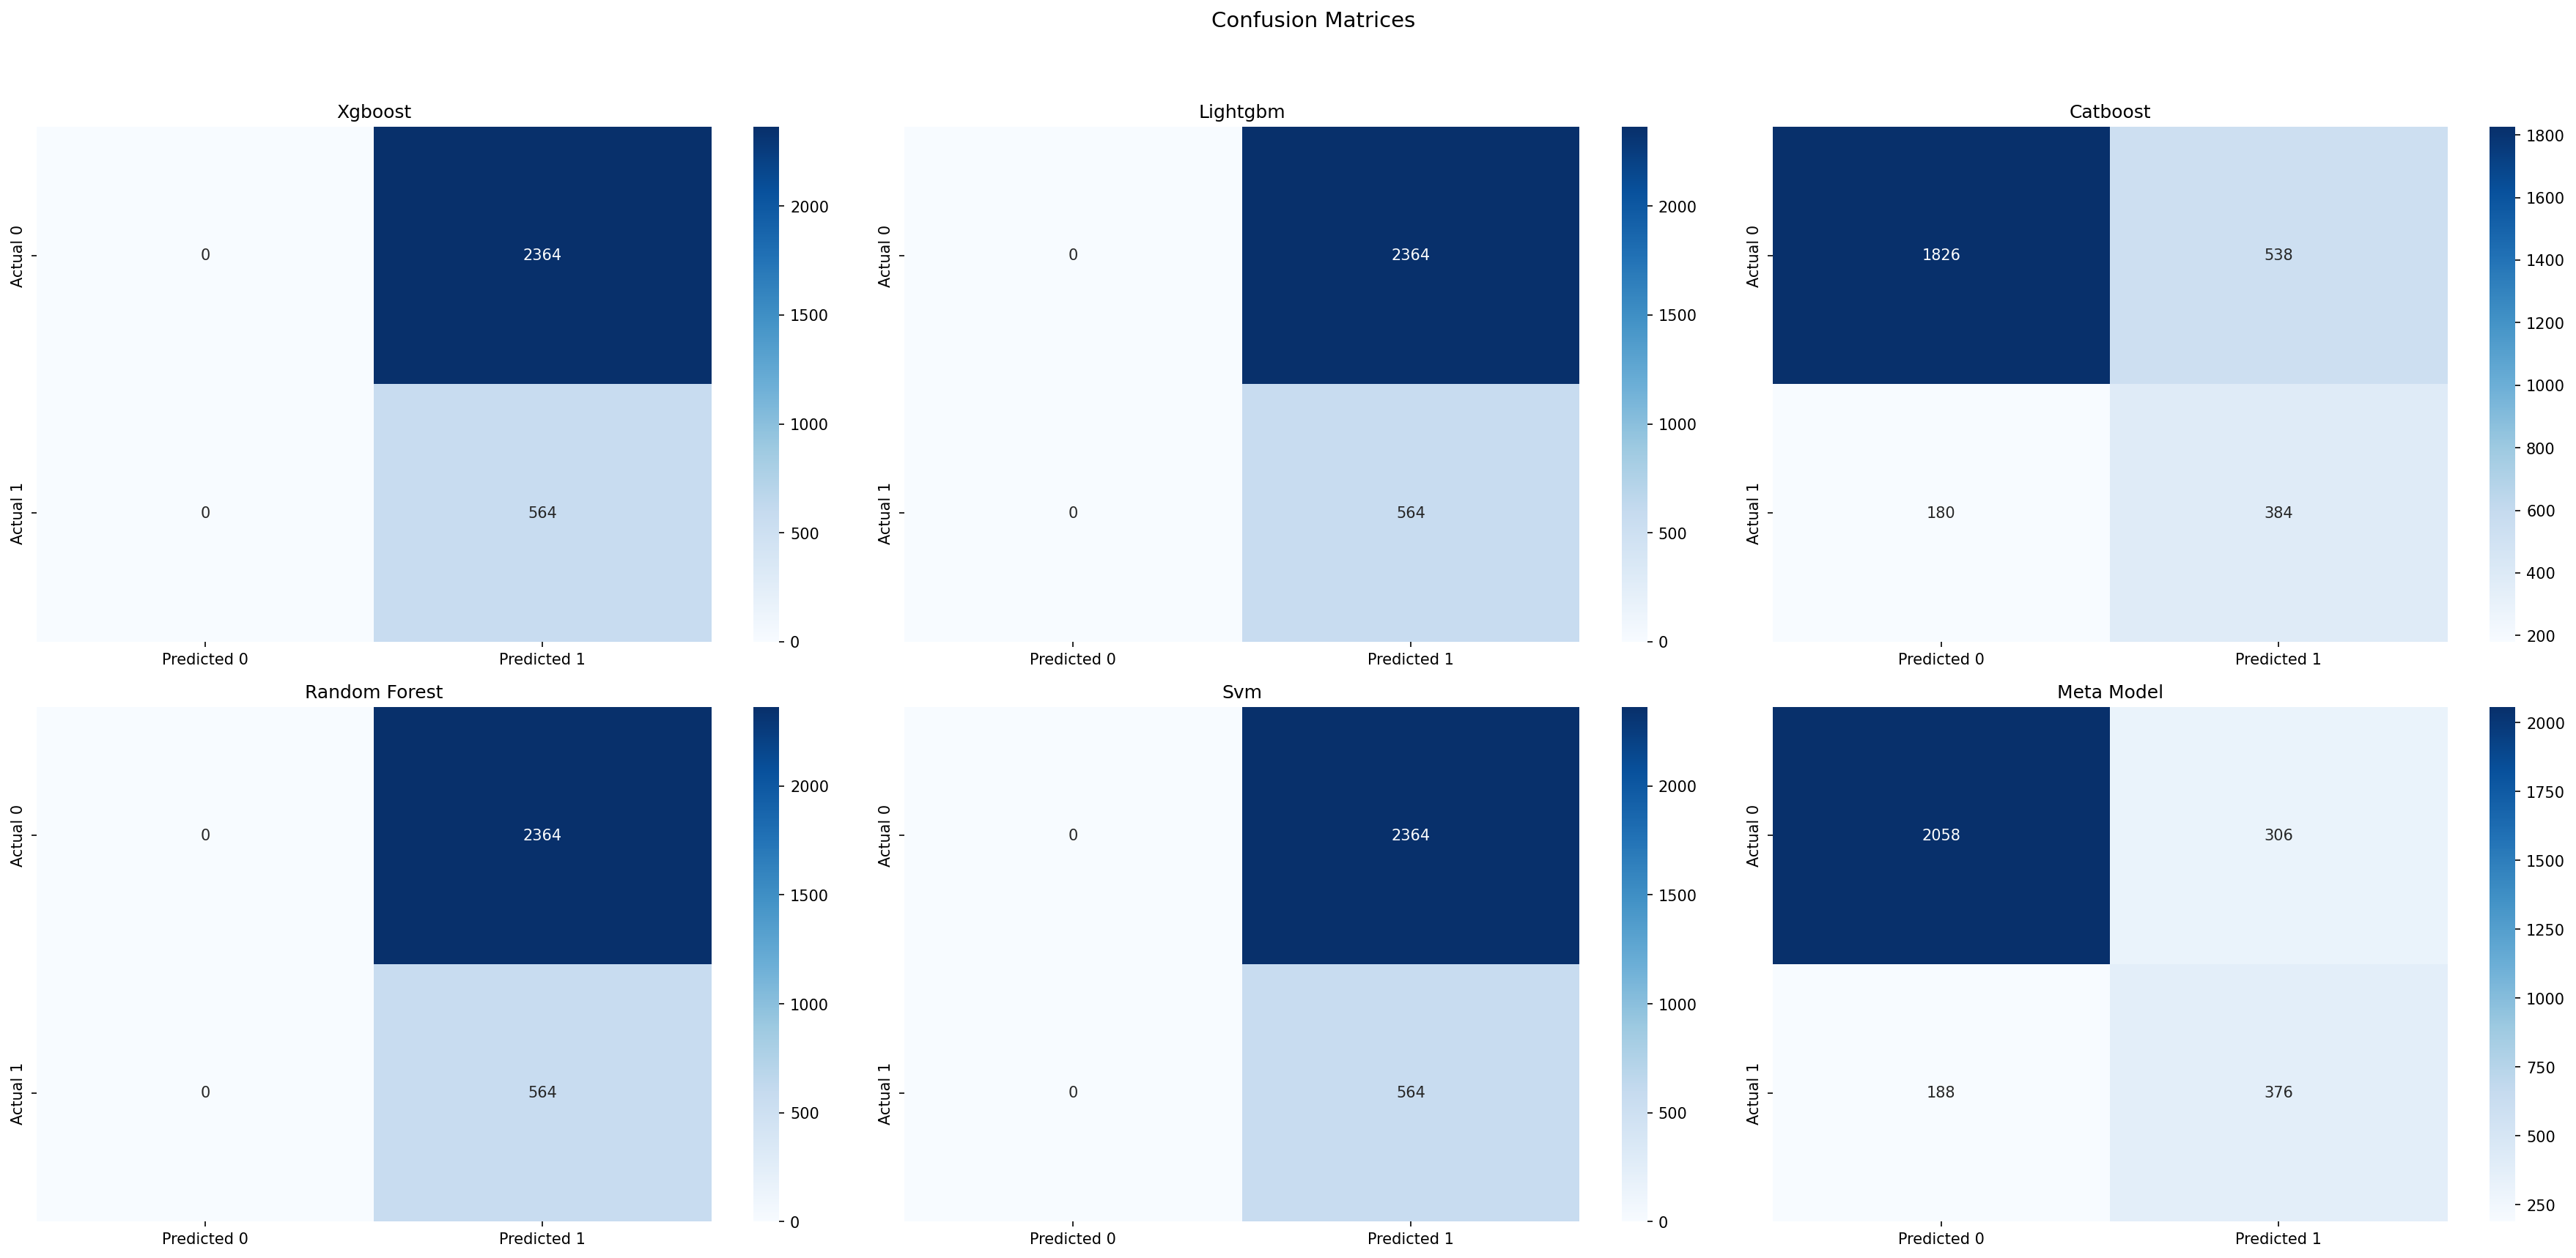 Confusion Matrices
Xgboost
Actual 0
0
2364
Actual 1
0
564
Predicted 0
Predicted 1
2000
1500
1000
500
0
Lightgbm
Actual 0
0
2364
Actual 1
0
564
Predicted 0
Predicted 1
2000
1500
1000
500
0
Catboost
Actual 0
1826
538
Actual 1
180
384
Predicted 0
Predicted 1
1800
1600
1400
1200
1000
800
600
400
200
Random Forest
Actual 0
0
2364
Actual 1
0
564
Predicted 0
Predicted 1
2000
1500
1000
500
0
Svm
Actual 0
0
2364
Actual 1
0
564
Predicted 0
Predicted 1
2000
1500
1000
500
0
Meta Model
Actual 0
2058
306
Actual 1
188
376
Predicted 0
Predicted 1
2000
1750
1500
1250
1000
750
500
250